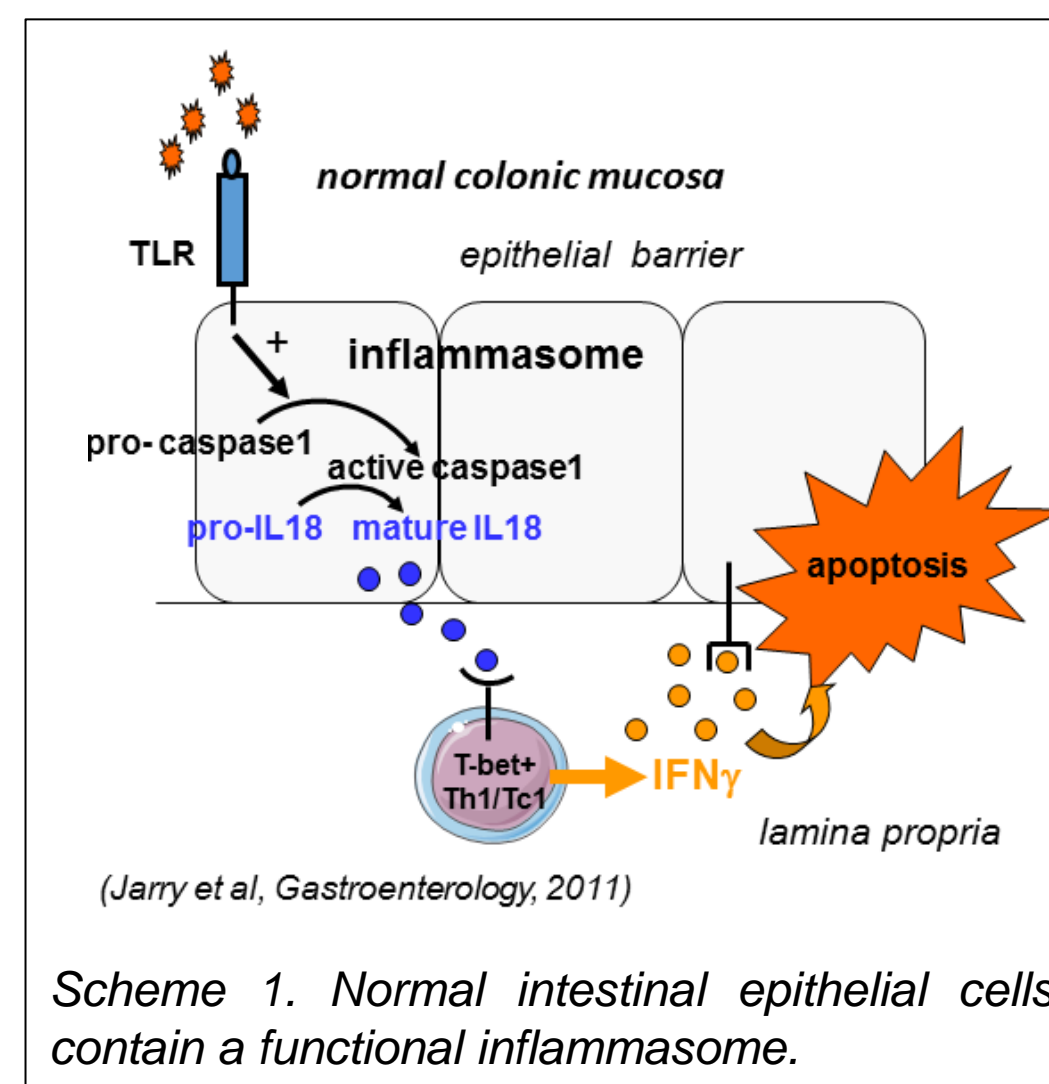 normal colonic mucosa
TLR
epithelial barrier
+
inflammasome
pro-caspase1
active caspase1
pro-IL18 mature IL18
apoptosis
T-bet+
Th1/Tc1
IFNγ
lamina propria
(Jarry et al, Gastroenterology, 2011)
Scheme 1. Normal intestinal epithelial cells
contain a functional inflammasome.